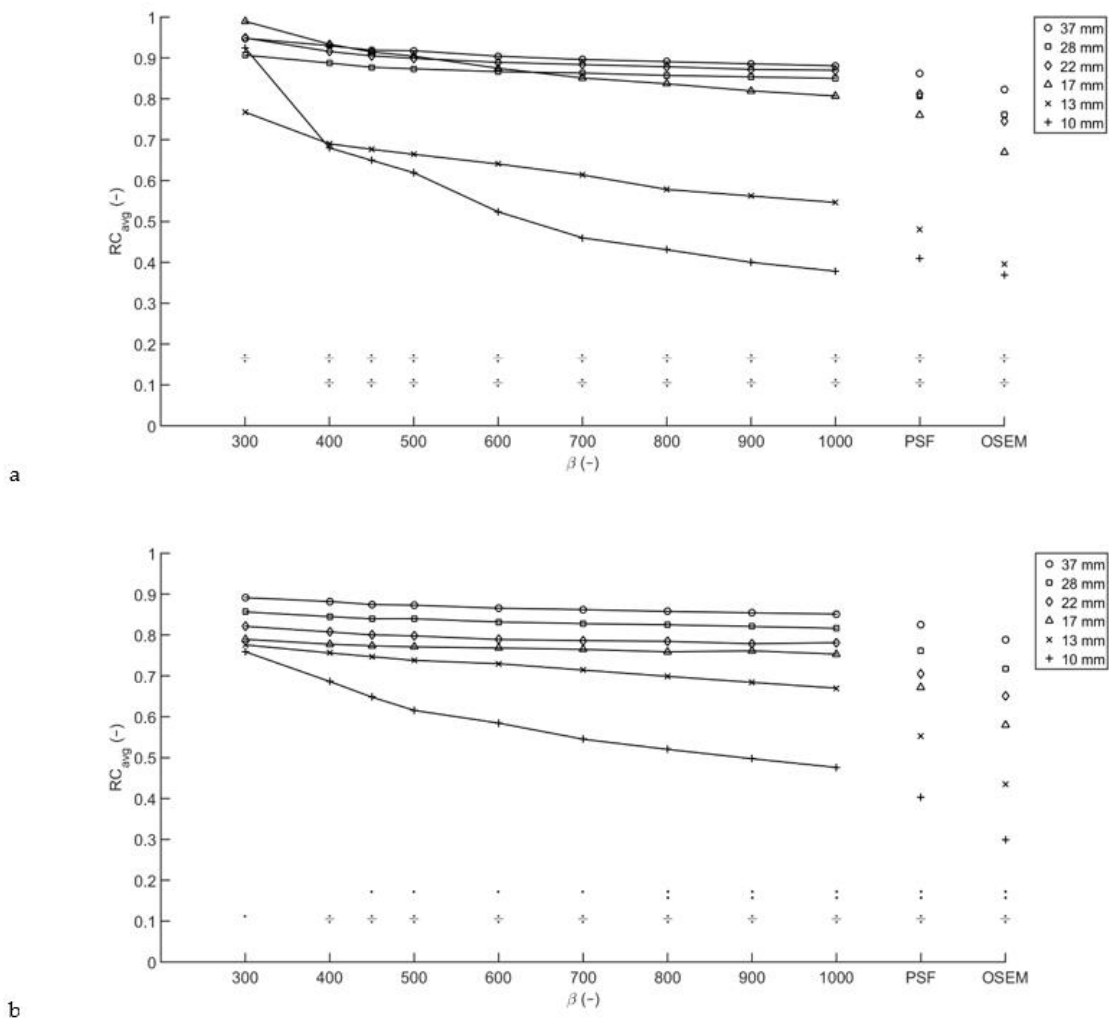 1
0.9
0.8
0.7
0.6
0.5
0.4
0.3
0.2
0.1
0
RCavg (−)
300 400 450 500 600 700 800 900 1000 PSF OSEM
β (−)
37 mm
28 mm
22 mm
17 mm
13 mm
10 mm
a
1
0.9
0.8
0.7
0.6
0.5
0.4
0.3
0.2
0.1
0
RCavg (−)
300 400 500 600 700 800 900 1000 PSF OSEM
β (−)
37 mm
28 mm
22 mm
17 mm
13 mm
10 mm
b